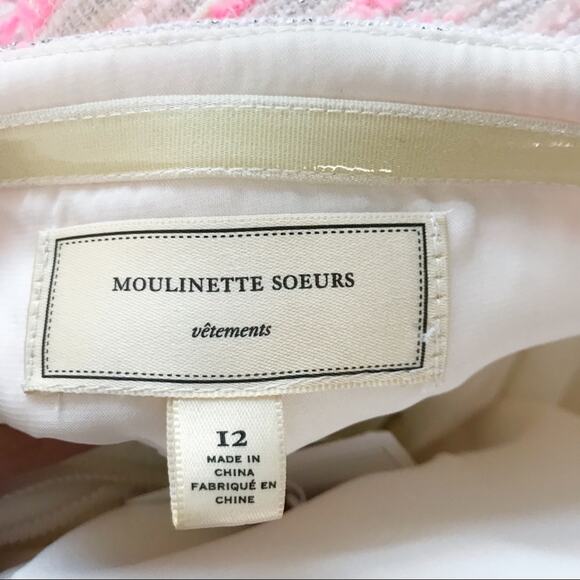 MOULINETTE SOEURS
vêtements
12
MADE IN
CHINA
FABRIQUÉ EN
CHINE